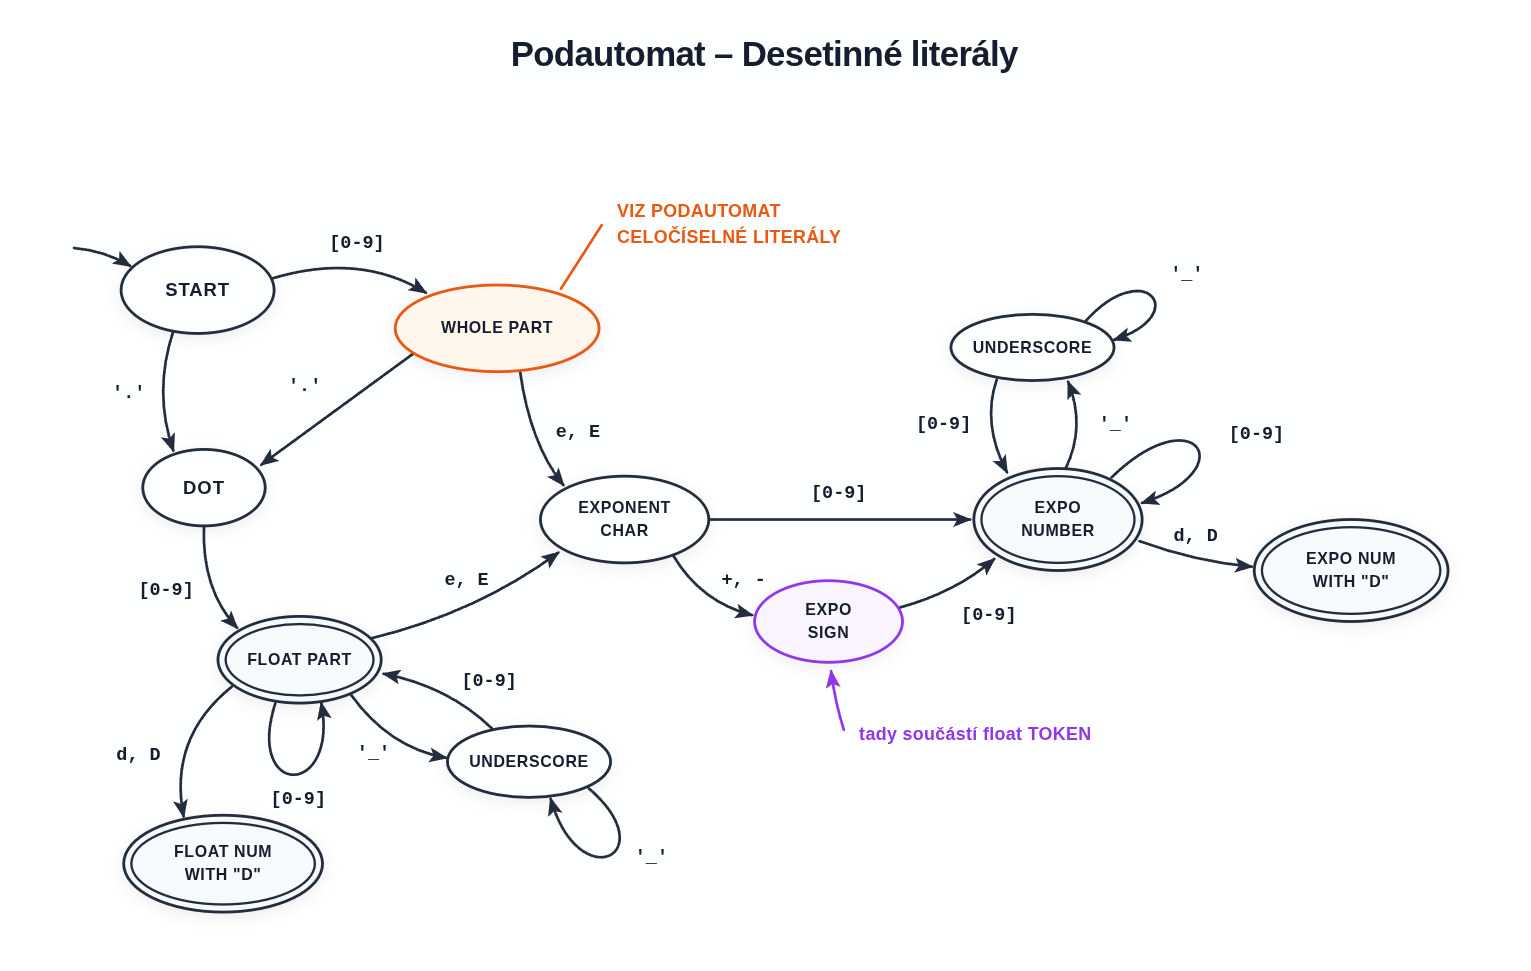 Podautomat – Desetinné literály
VIZ PODAUTOMAT
CELOČÍSELNÉ LITERÁLY
[0-9]
START
WHOLE PART
'_'
UNDERSCORE
'.'
'.'
e, E
[0-9]
'_'
[0-9]
DOT
EXPONENT
CHAR
[0-9]
EXPO
NUMBER
d, D
EXPO NUM
WITH "D"
[0-9]
e, E
+, -
EXPO
SIGN
[0-9]
FLOAT PART
[0-9]
tady součástí float TOKEN
d, D
'_'
UNDERSCORE
[0-9]
FLOAT NUM
WITH "D"
'_'